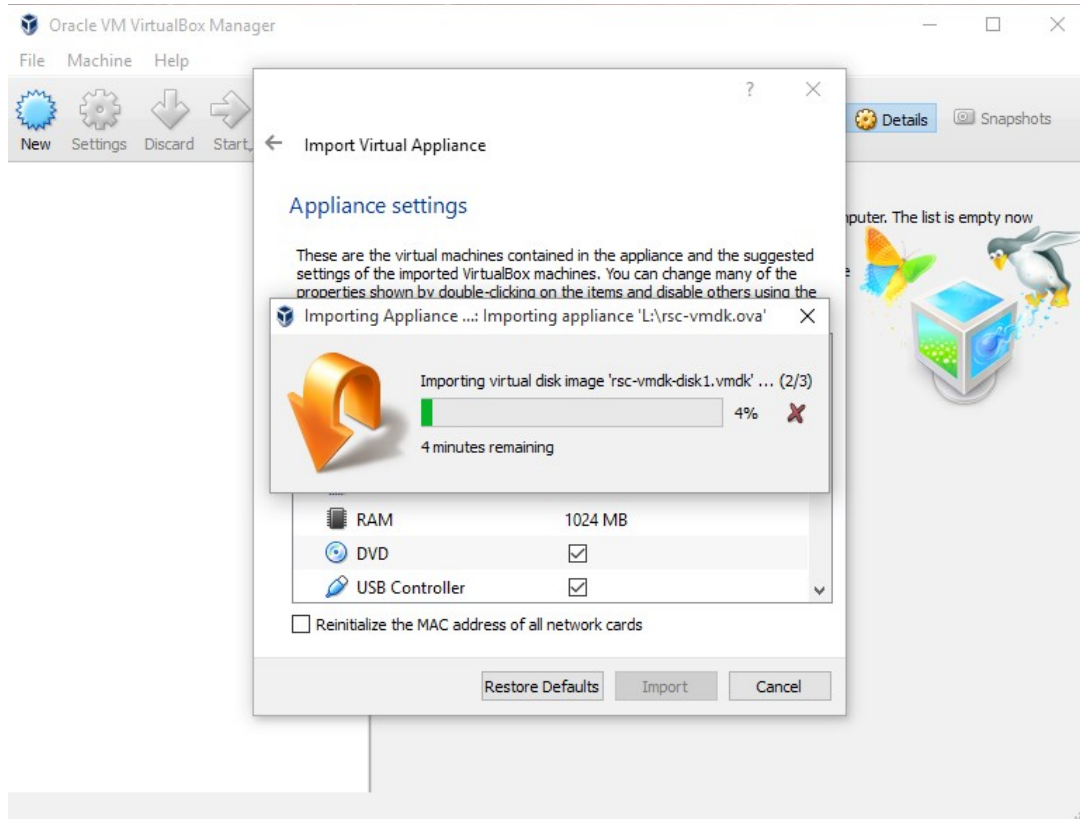 Oracle VM VirtualBox Manager
File Machine Help
New Settings Discard Start
Details Snapshots
Import Virtual Appliance
Appliance settings
The list is empty now
These are the virtual machines contained in the appliance and the suggested
settings of the imported VirtualBox machines. You can change many of the
properties shown by double-clicking on the items and disable others using the
Importing Appliance ...: Importing appliance 'L:\rsc-vmdk.ova'
Importing virtual disk image 'rsc-vmdk-disk1.vmdk' ... (2/3)
4%
4 minutes remaining
RAM 1024 MB
DVD
USB Controller
Reinitialize the MAC address of all network cards
Restore Defaults Import Cancel